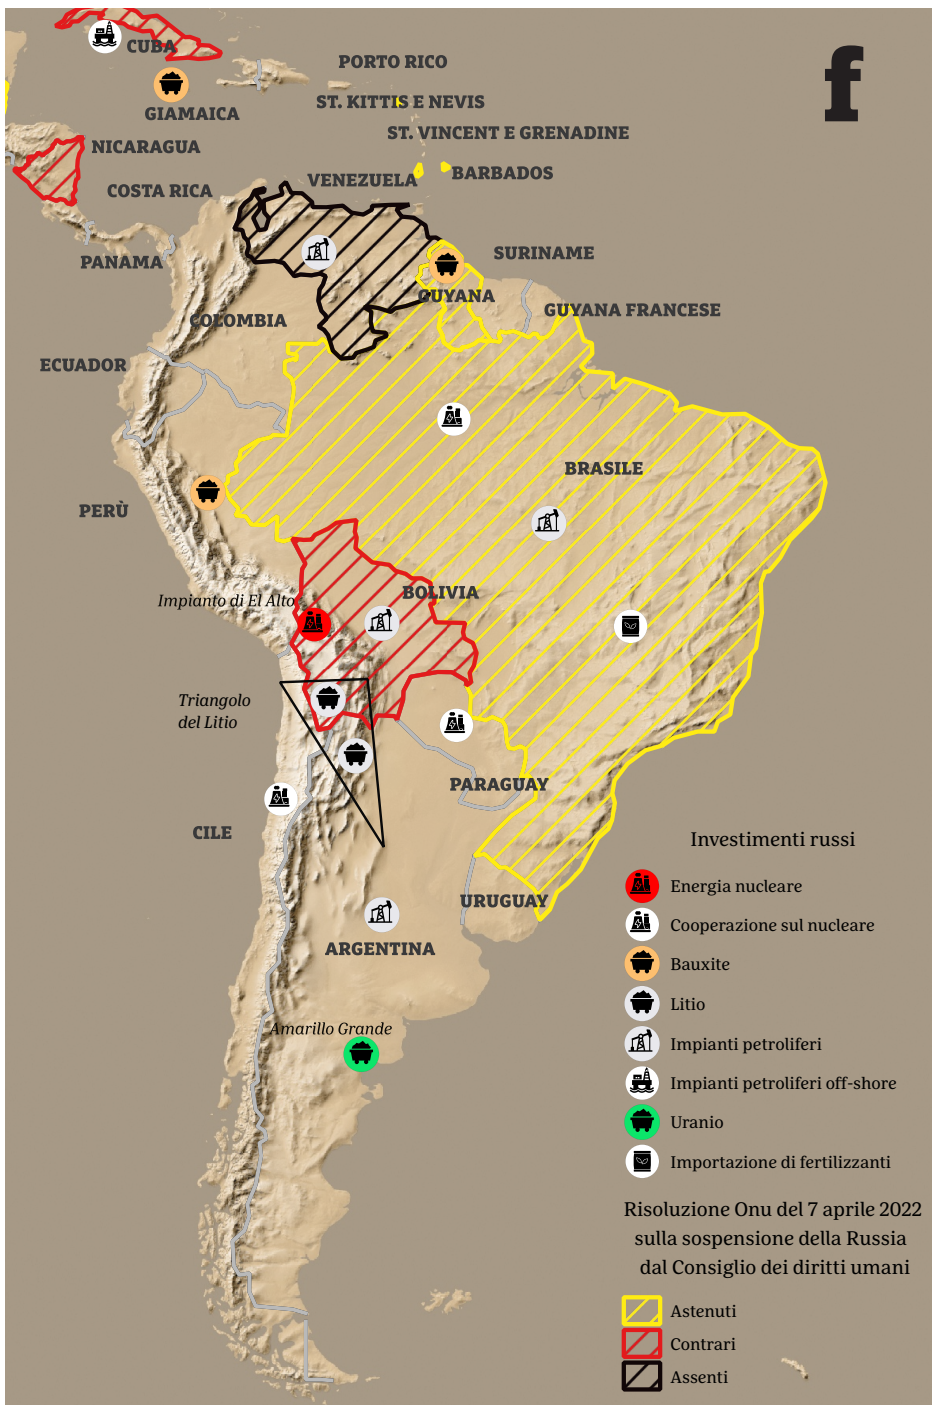 f
CUBA
PORTO RICO
GIAMAICA
ST. KITTIS E NEVIS
ST. VINCENT E GRENADINE
NICARAGUA
BARBADOS
COSTA RICA
VENEZUELA
PANAMA
SURINAME
GUYANA
COLOMBIA
GUYANA FRANCESE
ECUADOR
BRASILE
PERÙ
BOLIVIA
Impianto di El Alto
Triangolo
del Litio
PARAGUAY
CILE
URUGUAY
ARGENTINA
Amarillo Grande
Investimenti russi
Energia nucleare
Cooperazione sul nucleare
Bauxite
Litio
Impianti petroliferi
Impianti petroliferi off-shore
Uranio
Importazione di fertilizzanti
Risoluzione Onu del 7 aprile 2022
sulla sospensione della Russia
dal Consiglio dei diritti umani
Astenuti
Contrari
Assenti